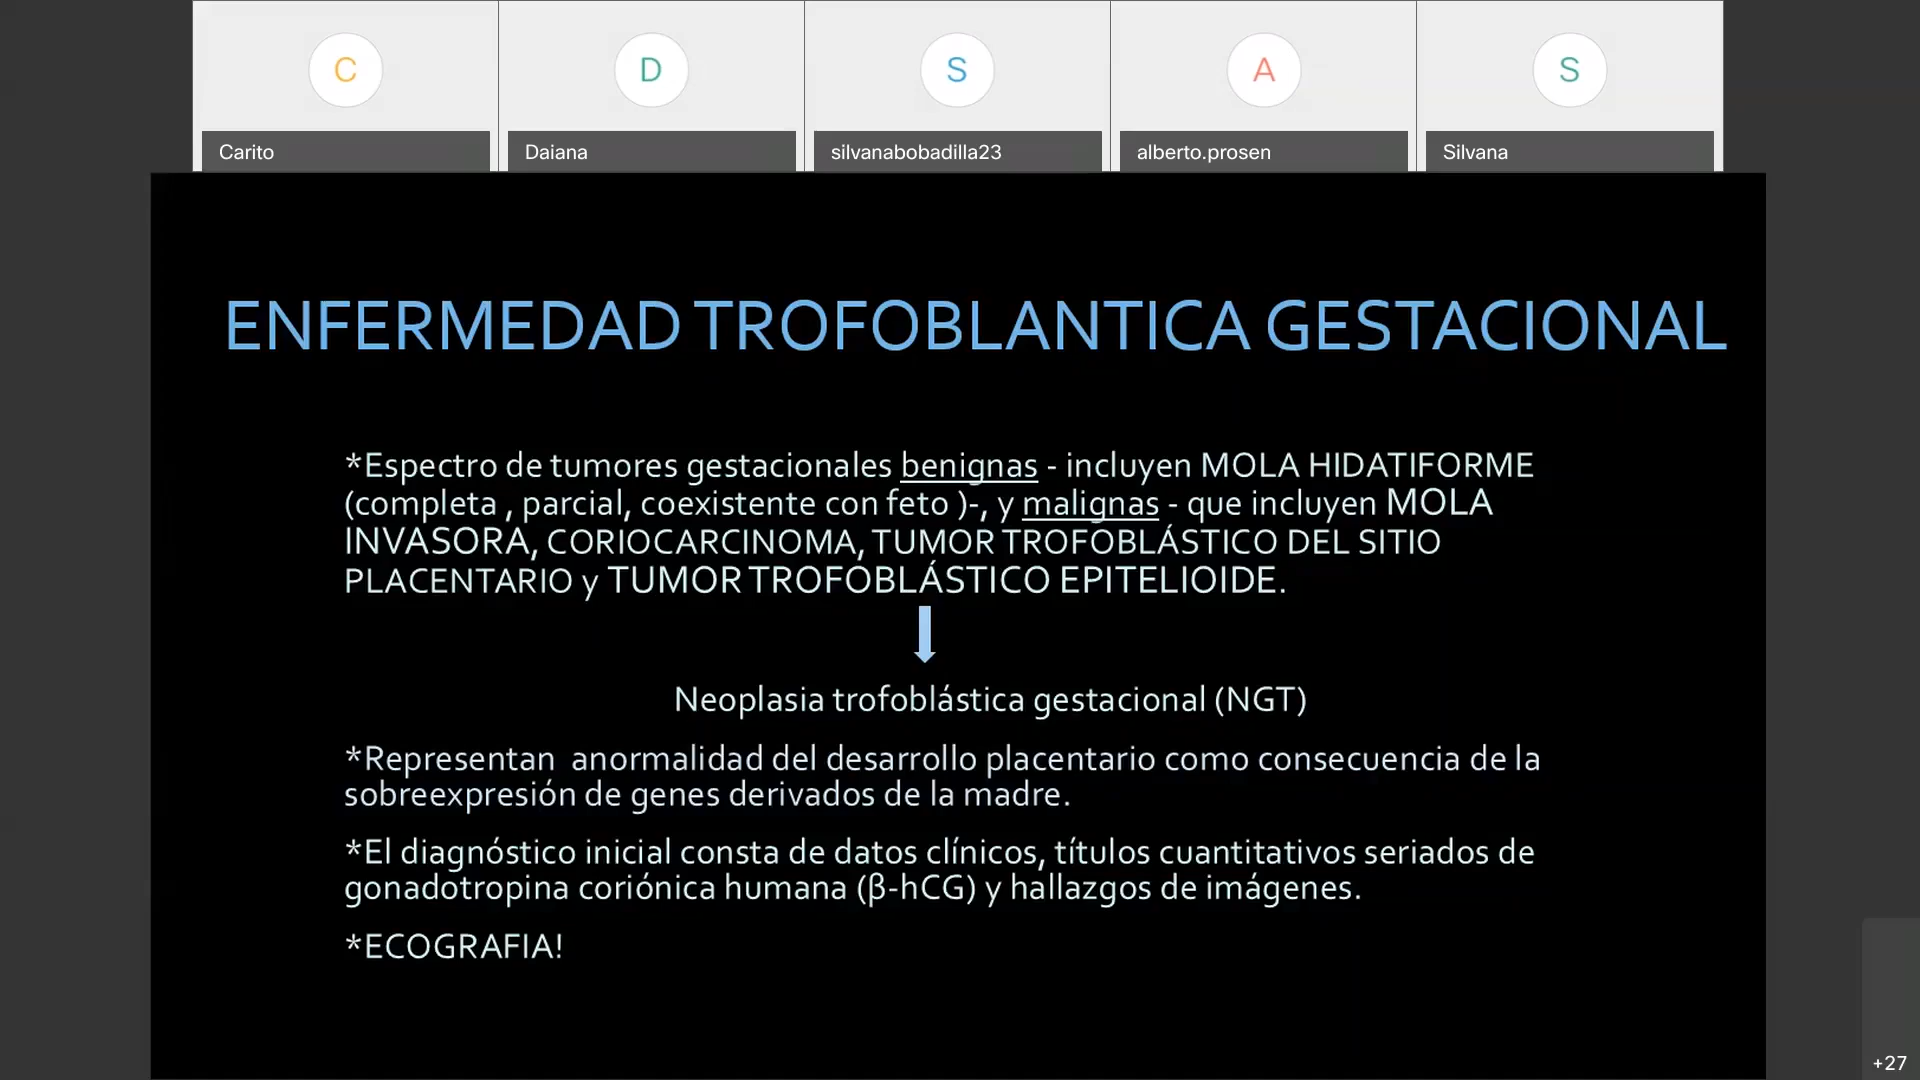 C
D
S
A
S
Carito
Daiana
silvanabobadilla23
alberto.prosen
Silvana
ENFERMEDAD TROFOBLANTICA GESTACIONAL
*Espectro de tumores gestacionales benignas - incluyen MOLA HIDATIFORME
(completa , parcial, coexistente con feto )-, y malignas - que incluyen MOLA
INVASORA, CORIOCARCINOMA, TUMOR TROFOBLÁSTICO DEL SITIO
PLACENTARIO y TUMOR TROFOBLÁSTICO EPITELIOIDE.
Neoplasia trofoblástica gestacional (NGT)
*Representan anormalidad del desarrollo placentario como consecuencia de la
sobreexpresión de genes derivados de la madre.
*El diagnóstico inicial consta de datos clínicos, títulos cuantitativos seriados de
gonadotropina coriónica humana (β-hCG) y hallazgos de imágenes.
*ECOGRAFIA!
+27